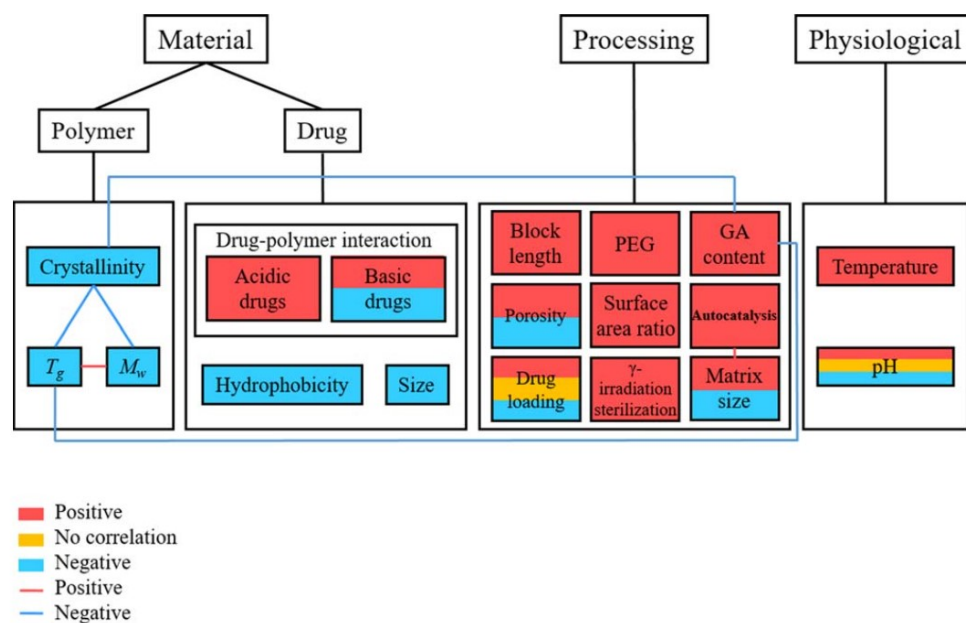 Material
Processing
Physiological
Polymer
Drug
Crystallinity
Tg
Mw
Drug-polymer interaction
Acidic
drugs
Basic
drugs
Hydrophobicity
Size
Block
length
PEG
GA
content
Porosity
Surface
area ratio
Autocatalysis
Drug
loading
γ-
irradiation
sterilization
Matrix
size
Temperature
pH
Positive
No correlation
Negative
Positive
Negative